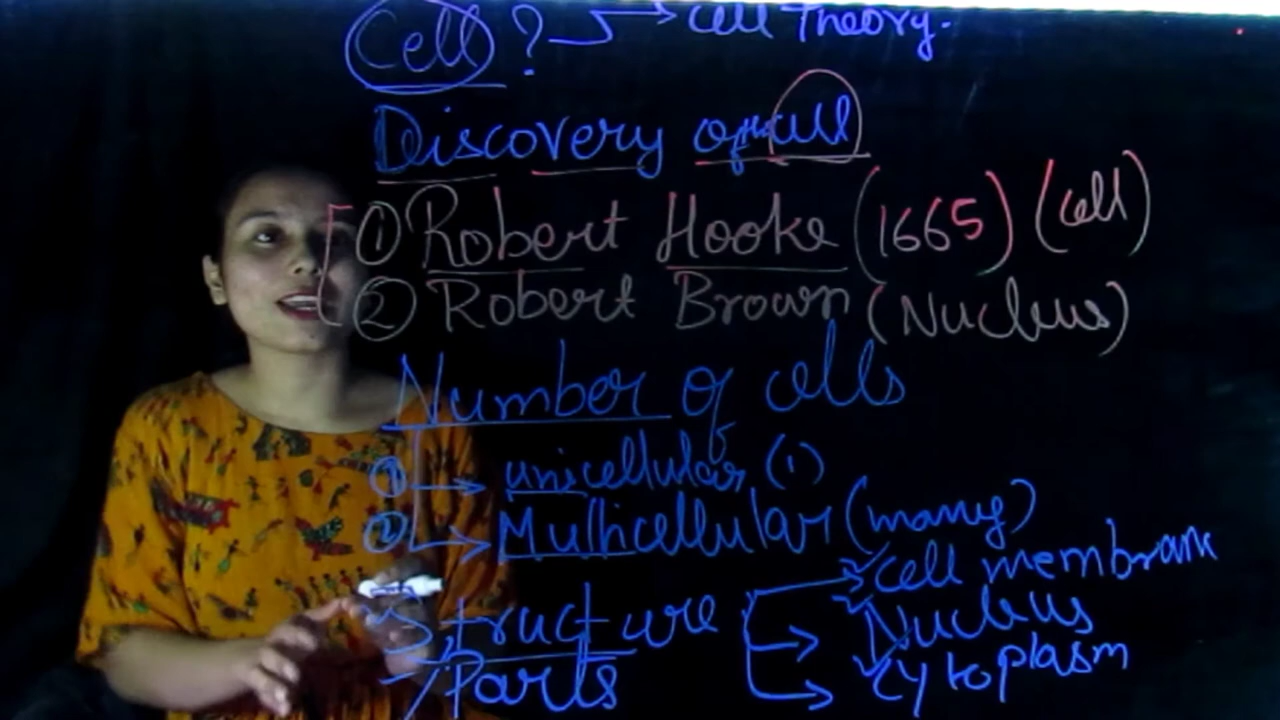 Cell ? → Cell Theory.
Discovery of the cell
① Robert Hooke (1665) (cell)
② Robert Brown (Nucleus)
Number of cells
① → unicellular (1)
② → Multicellular (many)
Structure → cell membrane
→ Nucleus
Parts → cytoplasm